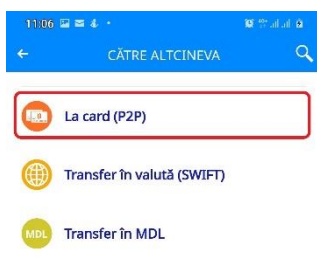 11:06
CĂTRE ALTCINEVA
La card (P2P)
Transfer în valută (SWIFT)
MDL Transfer în MDL